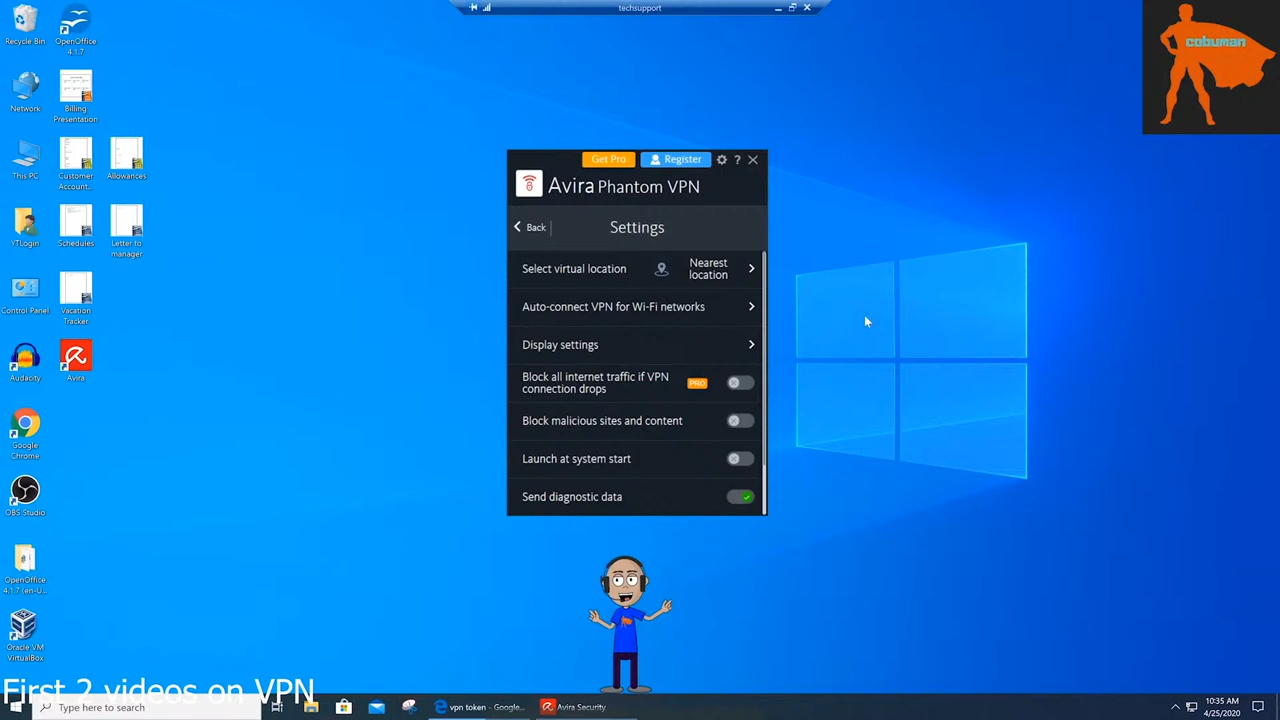 techsupport
cobuman
Recycle Bin
OpenOffice
4.1.7
Network
Billing
Presentation
This PC
Customer
Account...
Allowances
YTLogin
Schedules
Letter to
manager
Control Panel
Vacation
Tracker
Audacity
Avira
Google
Chrome
OBS Studio
OpenOffice
4.1.7 (en-U...
Oracle VM
VirtualBox
Get Pro
Register
?
Avira Phantom VPN
Back
Settings
Select virtual location
Nearest
location
Auto-connect VPN for Wi-Fi networks
Display settings
Block all internet traffic if VPN
connection drops
PRO
Block malicious sites and content
Launch at system start
Send diagnostic data
First 2 videos on VPN
Type here to search
vpn token - Google...
Avira Security
10:35 AM
4/25/2020